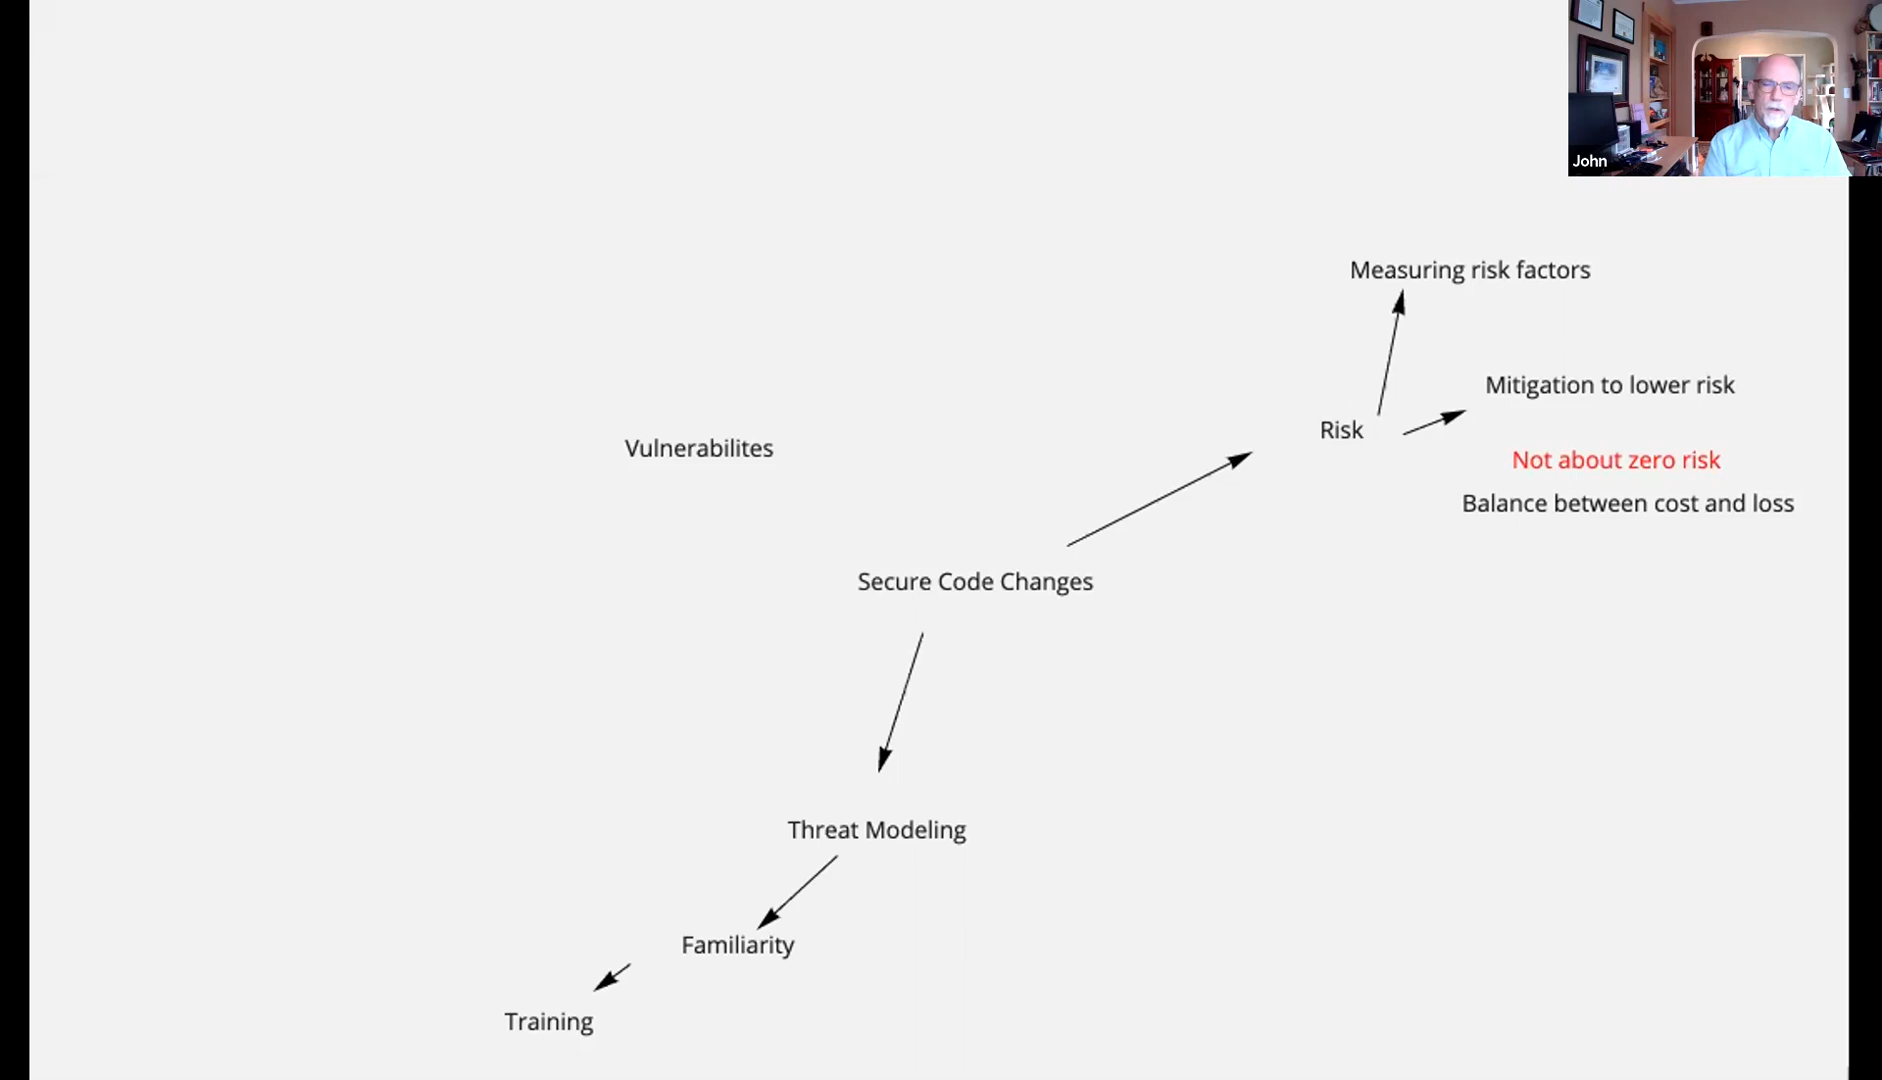 John
Measuring risk factors
Mitigation to lower risk
Risk
Vulnerabilites
Not about zero risk
Balance between cost and loss
Secure Code Changes
Threat Modeling
Familiarity
Training